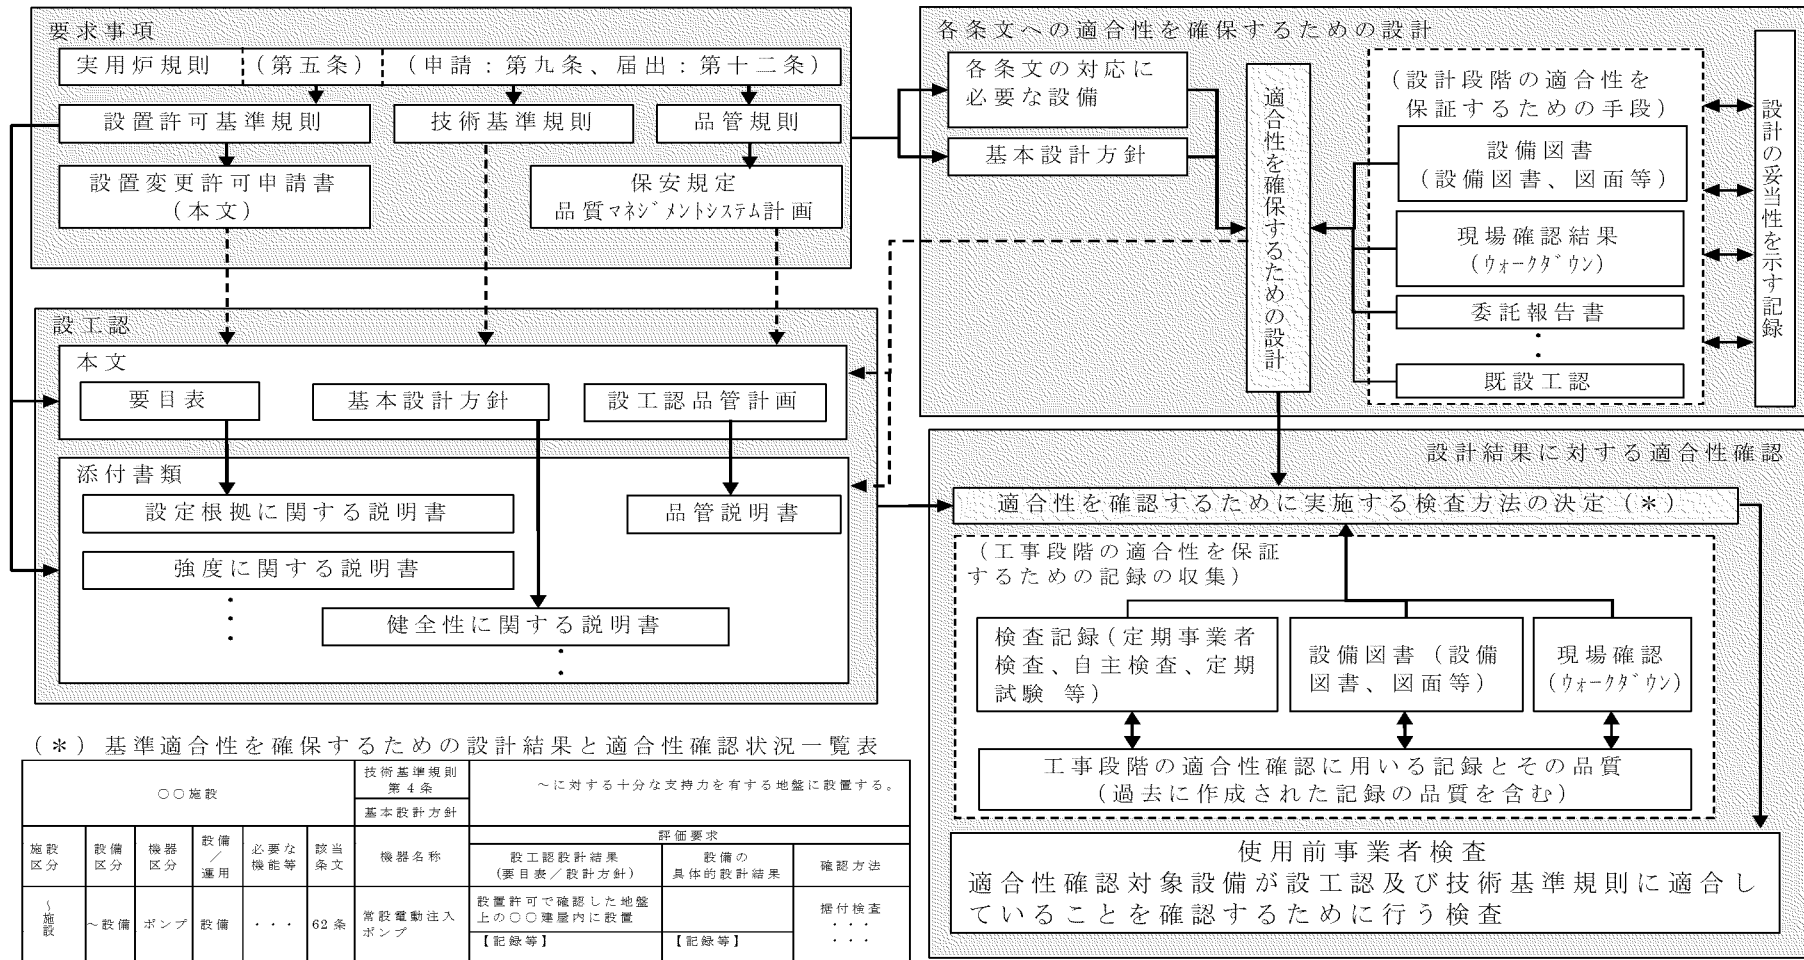 要求事項
実用炉規則 (第五条) (申請：第九条、届出：第十二条)
設置許可基準規則
技術基準規則
品管規則
設置変更許可申請書
(本文)
保安規定
品質マネジメントシステム計画
設工認
本文
要目表
基本設計方針
設工認品管計画
添付書類
設定根拠に関する説明書
品管説明書
強度に関する説明書
・
・
・
健全性に関する説明書
・
・
各条文への適合性を確保するための設計
各条文の対応に
必要な設備
基本設計方針
適合性を確保するための設計
(設計段階の適合性を
保証するための手段)
設備図書
(設備図書、図面等)
現場確認結果
(ウォークダウン)
委託報告書
・
・
既設工認
設計の妥当性を示す記録
設計結果に対する適合性確認
適合性を確認するために実施する検査方法の決定 (＊)
(工事段階の適合性を保証
するための記録の収集)
検査記録(定期事業者
検査、自主検査、定期
試験 等)
設備図書 (設備
図書、図面等)
現場確認
(ウォークダウン)
工事段階の適合性確認に用いる記録とその品質
(過去に作成された記録の品質を含む)
使用前事業者検査
適合性確認対象設備が設工認及び技術基準規則に適合し
ていることを確認するために行う検査
(＊) 基準適合性を確保するための設計結果と適合性確認状況一覧表
○○施設
技術基準規則
第4条
基本設計方針
～に対する十分な支持力を有する地盤に設置する。
施設
区分
設備
区分
機器
区分
設備
／
運用
必要な
機能等
該当
条文
機器名称
評価要求
設工認設計結果
(要目表／設計方針)
設備の
具体的設計結果
確認方法
～施設
～設備
ポンプ
設備
・・・
62条
常設電動注入
ポンプ
設置許可で確認した地盤
上の○○建屋内に設置
【記録等】
【記録等】
据付検査
・・・
・・・